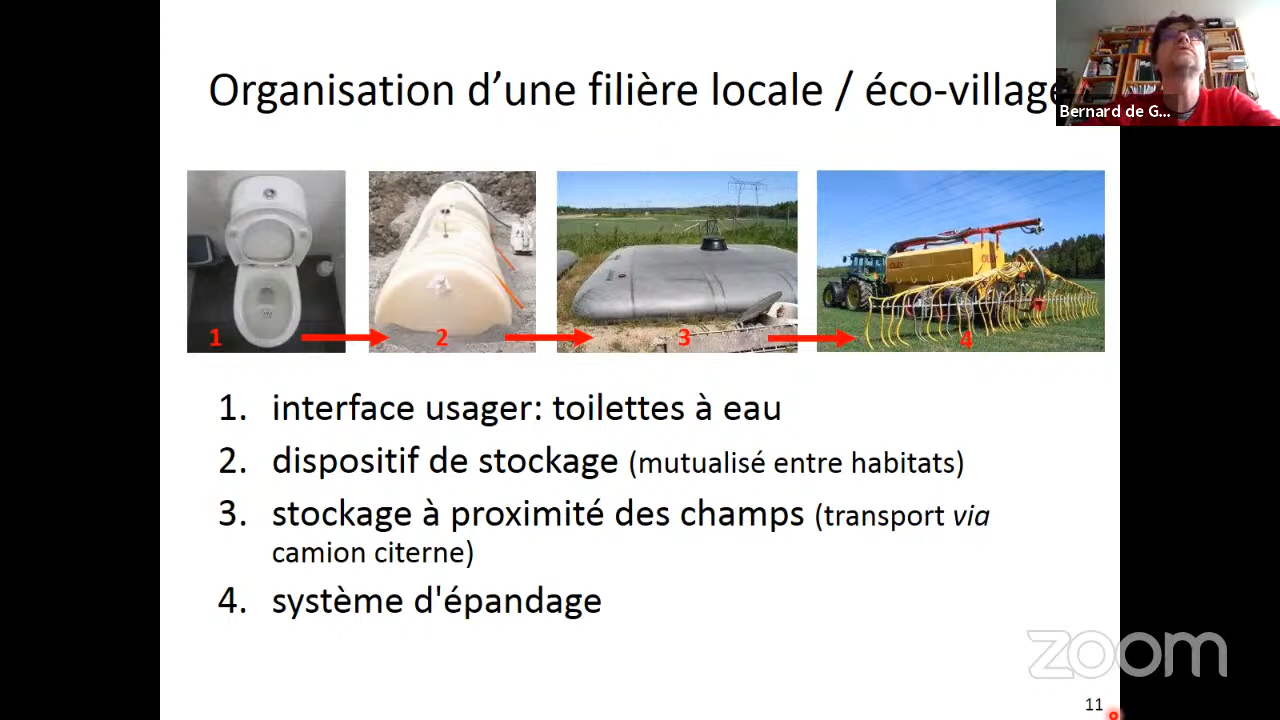 Organisation d’une filière locale / éco-village
Bernard de G...
1
2
3
4
1. interface usager: toilettes à eau
2. dispositif de stockage (mutualisé entre habitats)
3. stockage à proximité des champs (transport via
camion citerne)
4. système d'épandage
zoom
11